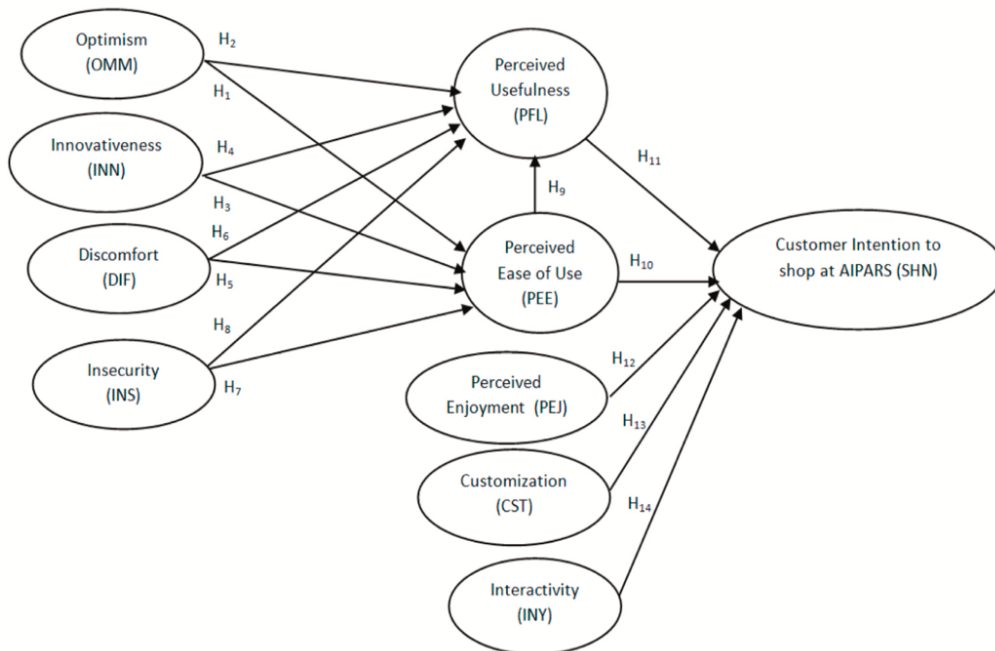 Optimism
(OMM)
H2
H1
Innovativeness
(INN)
H4
H3
Discomfort
(DIF)
H6
H5
Insecurity
(INS)
H8
H7
Perceived
Usefulness
(PFL)
H9
Perceived
Ease of Use
(PEE)
H11
H10
Customer Intention to
shop at AIPARS (SHN)
Perceived
Enjoyment (PEJ)
H12
Customization
(CST)
H13
Interactivity
(INY)
H14